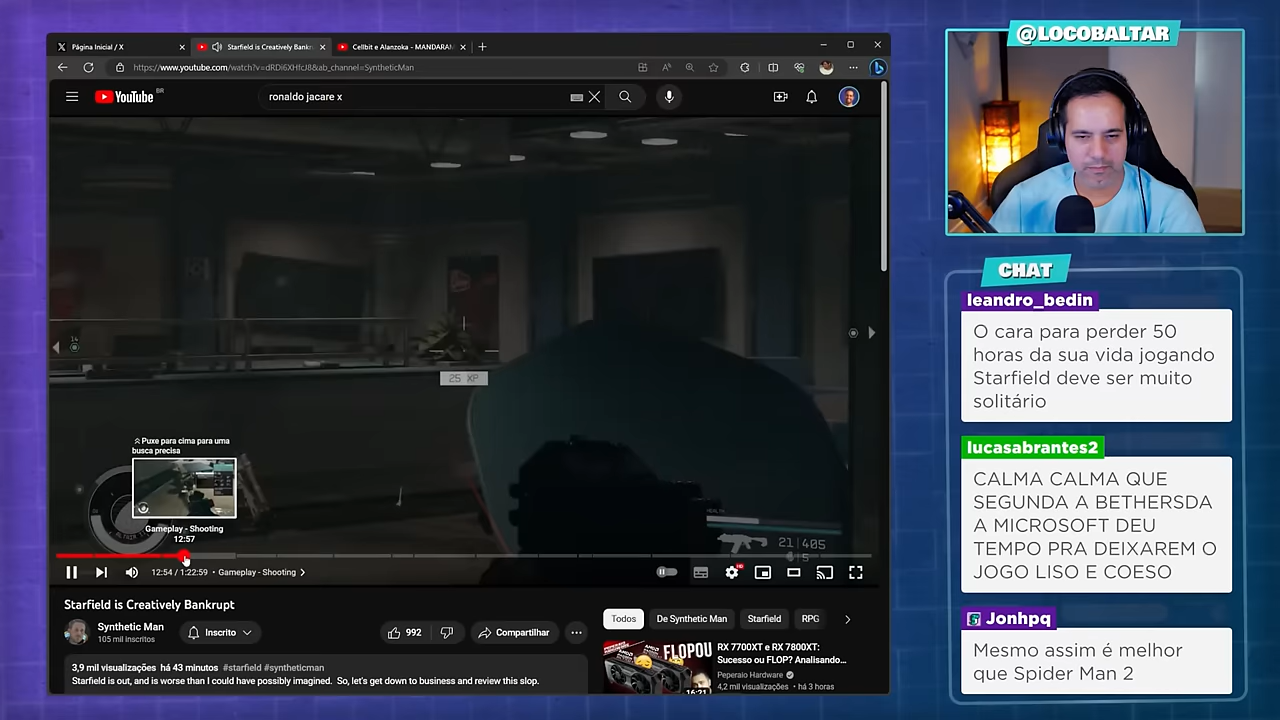 Página Inicial / X
Starfield is Creatively Bankr
Cellbit e Alanzoka - MANDARAM
https://www.youtube.com/watch?v=dRDi6XHfcJ8&ab_channel=SyntheticMan
YouTube BR
ronaldo jacare x
25 XP
Puxe para cima para uma
busca precisa
Gameplay - Shooting
12:57
HEALTH
21 405
5
12:54 / 1:22:59 • Gameplay - Shooting
HD
Starfield is Creatively Bankrupt
Synthetic Man
105 mil inscritos
Inscrito
992
Compartilhar
3,9 mil visualizações há 43 minutos #starfield #syntheticman
Starfield is out, and is worse than I could have possibly imagined. So, let's get down to business and review this slop.
Todos
De Synthetic Man
Starfield
RPG
FLOPOU
16:21
RX 7700XT e RX 7800XT:
Sucesso ou FLOP? Analisando...
Peperaio Hardware
4,2 mil visualizações • há 3 horas
@LOCOBALTAR
CHAT
leandro_bedin
O cara para perder 50
horas da sua vida jogando
Starfield deve ser muito
solitário
lucasabrantes2
CALMA CALMA QUE
SEGUNDA A BETHERSDA
A MICROSOFT DEU
TEMPO PRA DEIXAREM O
JOGO LISO E COESO
Jonhpq
Mesmo assim é melhor
que Spider Man 2